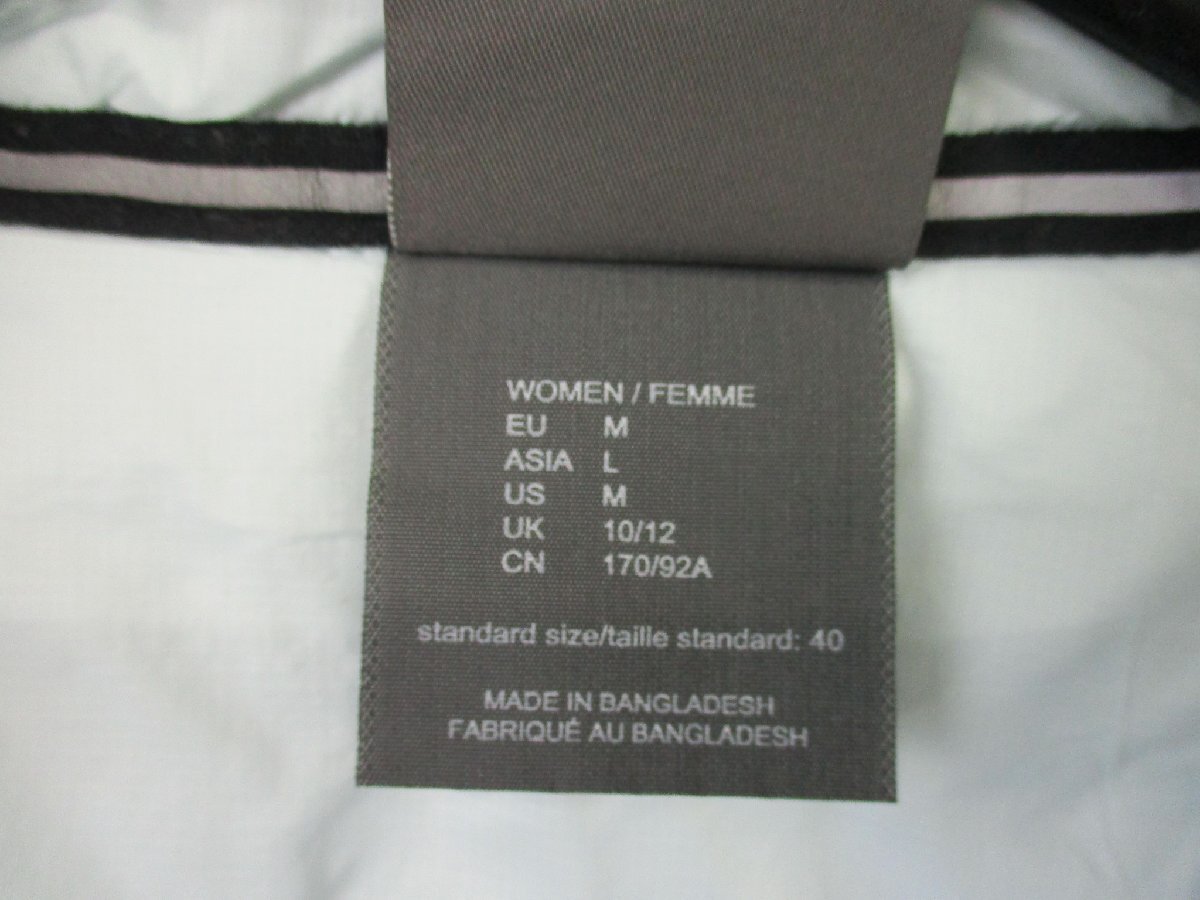 WOMEN / FEMME
EU M
ASIA L
US M
UK 10/12
CN 170/92A
standard size/taille standard: 40
MADE IN BANGLADESH
FABRIQUÉ AU BANGLADESH